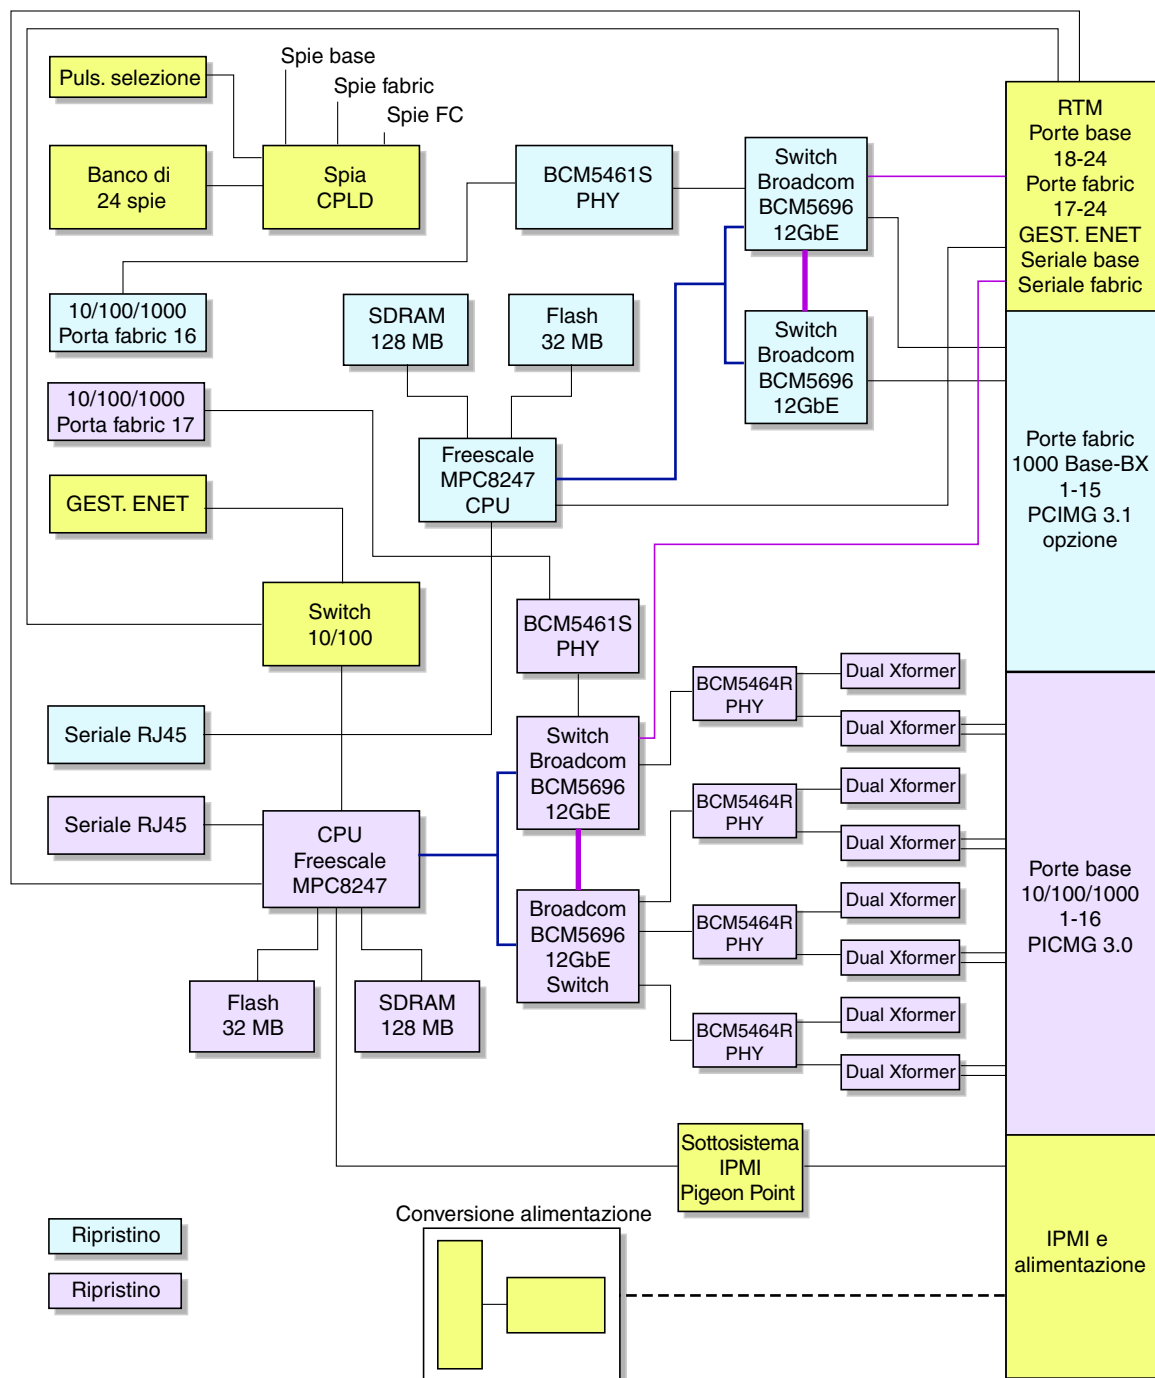 Spie base
Spie fabric
Spie FC
Puls. selezione
Banco di
24 spie
Spia
CPLD
BCM5461S
PHY
Switch
Broadcom
BCM5696
12GbE
RTM
Porte base
18-24
Porte fabric
17-24
GEST. ENET
Seriale base
Seriale fabric
10/100/1000
Porta fabric 16
SDRAM
128 MB
Flash
32 MB
Switch
Broadcom
BCM5696
12GbE
10/100/1000
Porta fabric 17
Freescale
MPC8247
CPU
Porte fabric
1000 Base-BX
1-15
PCIMG 3.1
opzione
GEST. ENET
Switch
10/100
BCM5461S
PHY
BCM5464R
PHY
Dual Xformer
Dual Xformer
Seriale RJ45
Switch
Broadcom
BCM5696
12GbE
BCM5464R
PHY
Dual Xformer
Dual Xformer
Seriale RJ45
CPU
Freescale
MPC8247
Broadcom
BCM5696
12GbE
Switch
BCM5464R
PHY
Dual Xformer
Dual Xformer
Porte base
10/100/1000
1-16
PICMG 3.0
Flash
32 MB
SDRAM
128 MB
BCM5464R
PHY
Dual Xformer
Dual Xformer
Sottosistema
IPMI
Pigeon Point
Conversione alimentazione
IPMI e
alimentazione
Ripristino
Ripristino